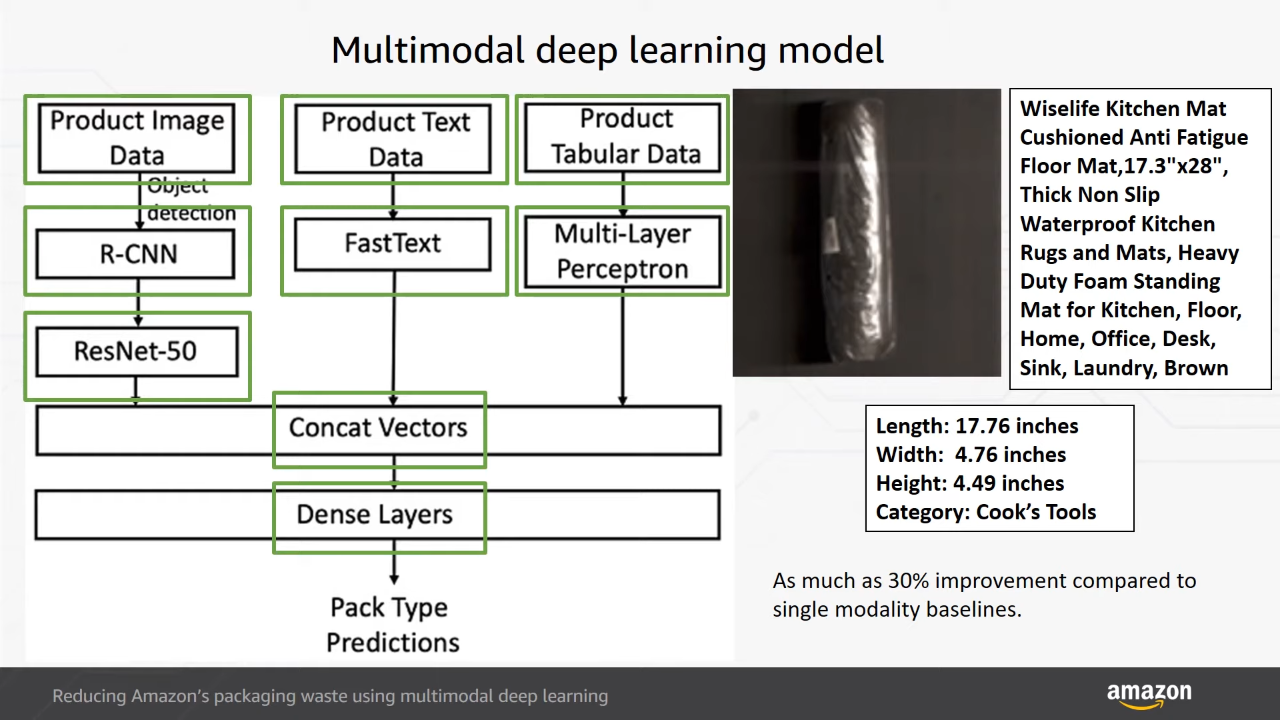 Multimodal deep learning model
Product Image
Data
Product Text
Data
Product
Tabular Data
Object
detection
R-CNN
FastText
Multi-Layer
Perceptron
ResNet-50
Concat Vectors
Dense Layers
Pack Type
Predictions
Wiselife Kitchen Mat
Cushioned Anti Fatigue
Floor Mat,17.3"x28",
Thick Non Slip
Waterproof Kitchen
Rugs and Mats, Heavy
Duty Foam Standing
Mat for Kitchen, Floor,
Home, Office, Desk,
Sink, Laundry, Brown
Length: 17.76 inches
Width: 4.76 inches
Height: 4.49 inches
Category: Cook’s Tools
As much as 30% improvement compared to
single modality baselines.
Reducing Amazon’s packaging waste using multimodal deep learning
amazon